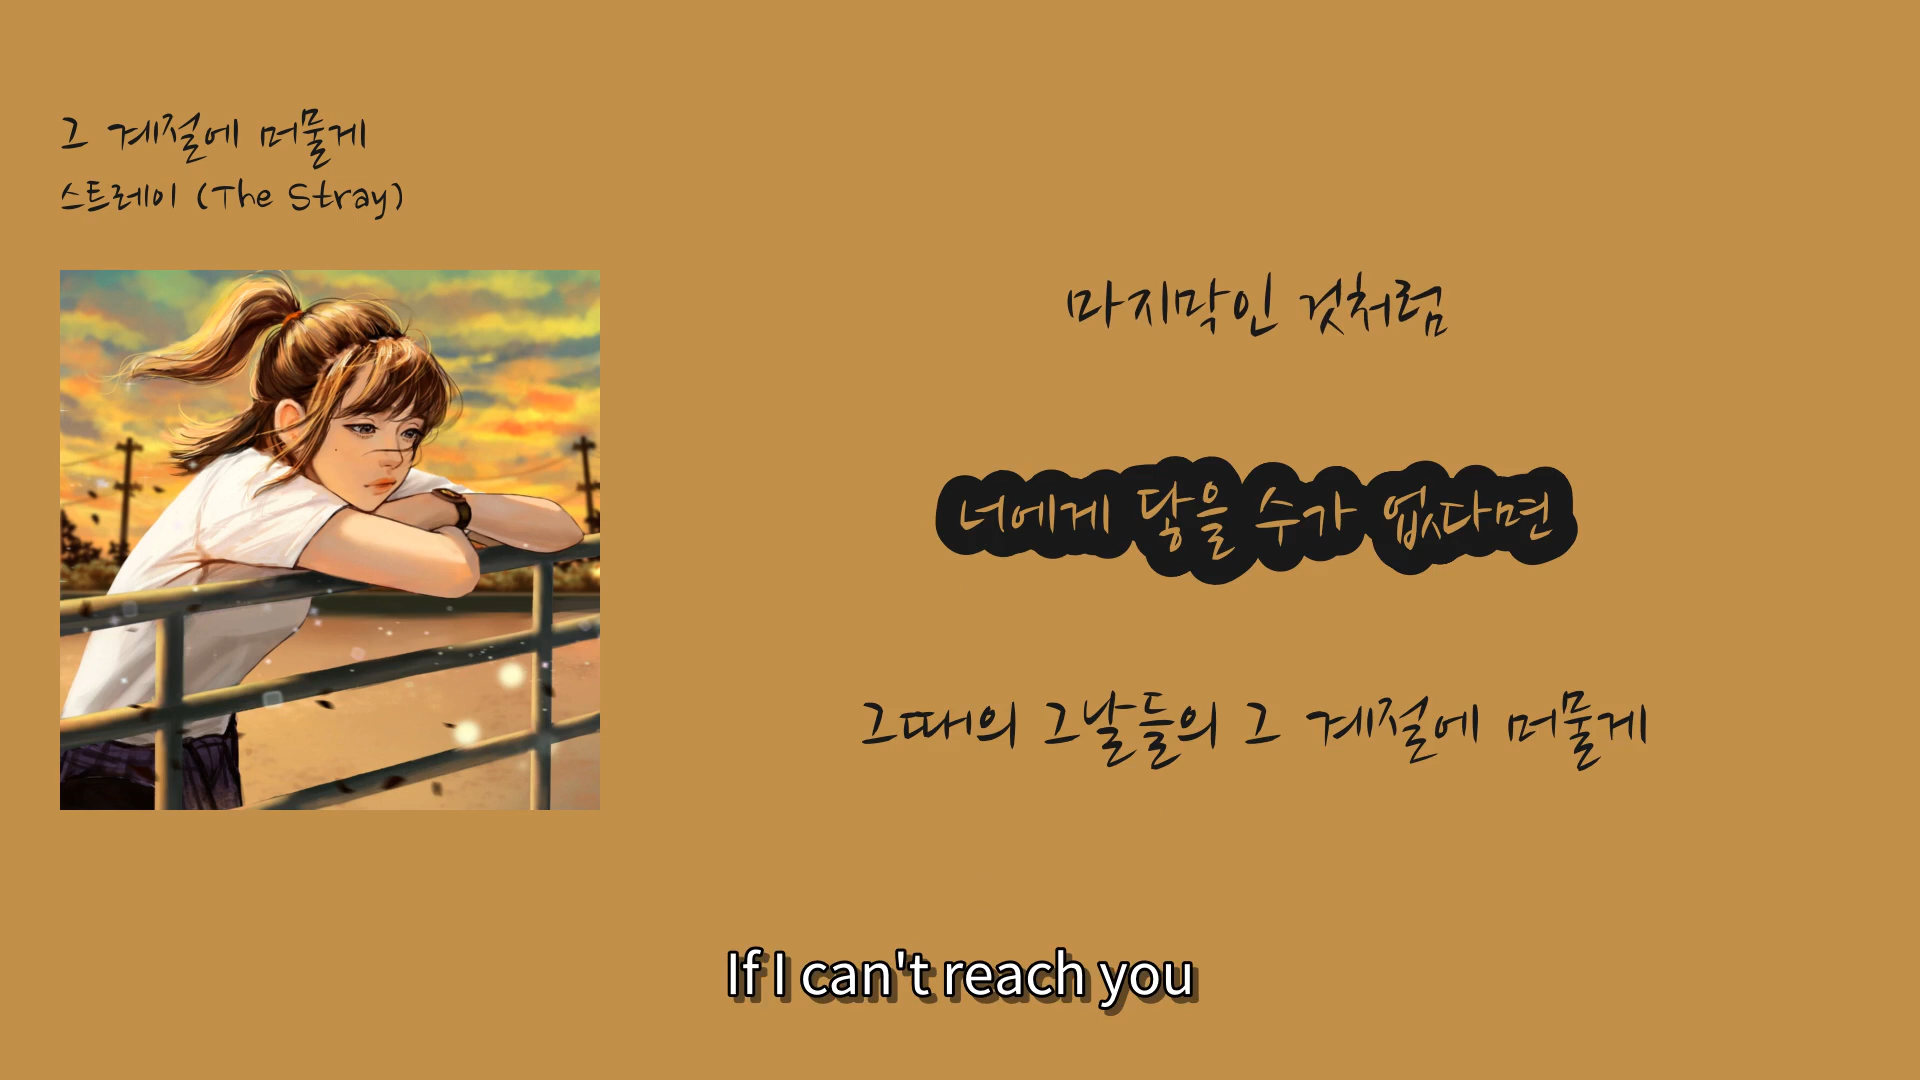 그 계절에 머물게
스트레이 (The Stray)
마지막인 것처럼
너에게 닿을 수가 없다면
그때의 그날들의 그 계절에 머물게
If I can't reach you